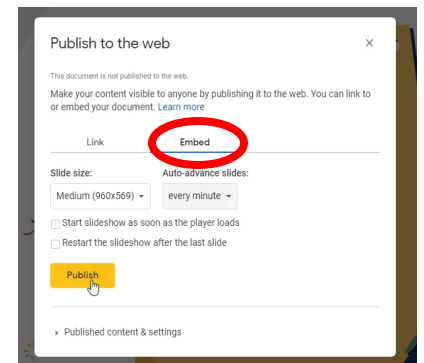 Publish to the web
This document is not published to the web.
Make your content visible to anyone by publishing it to the web. You can link to
or embed your document. Learn more
Link Embed
Slide size: Auto-advance slides:
Medium (960x569) every minute
Start slideshow as soon as the player loads
Restart the slideshow after the last slide
Publish
Published content & settings